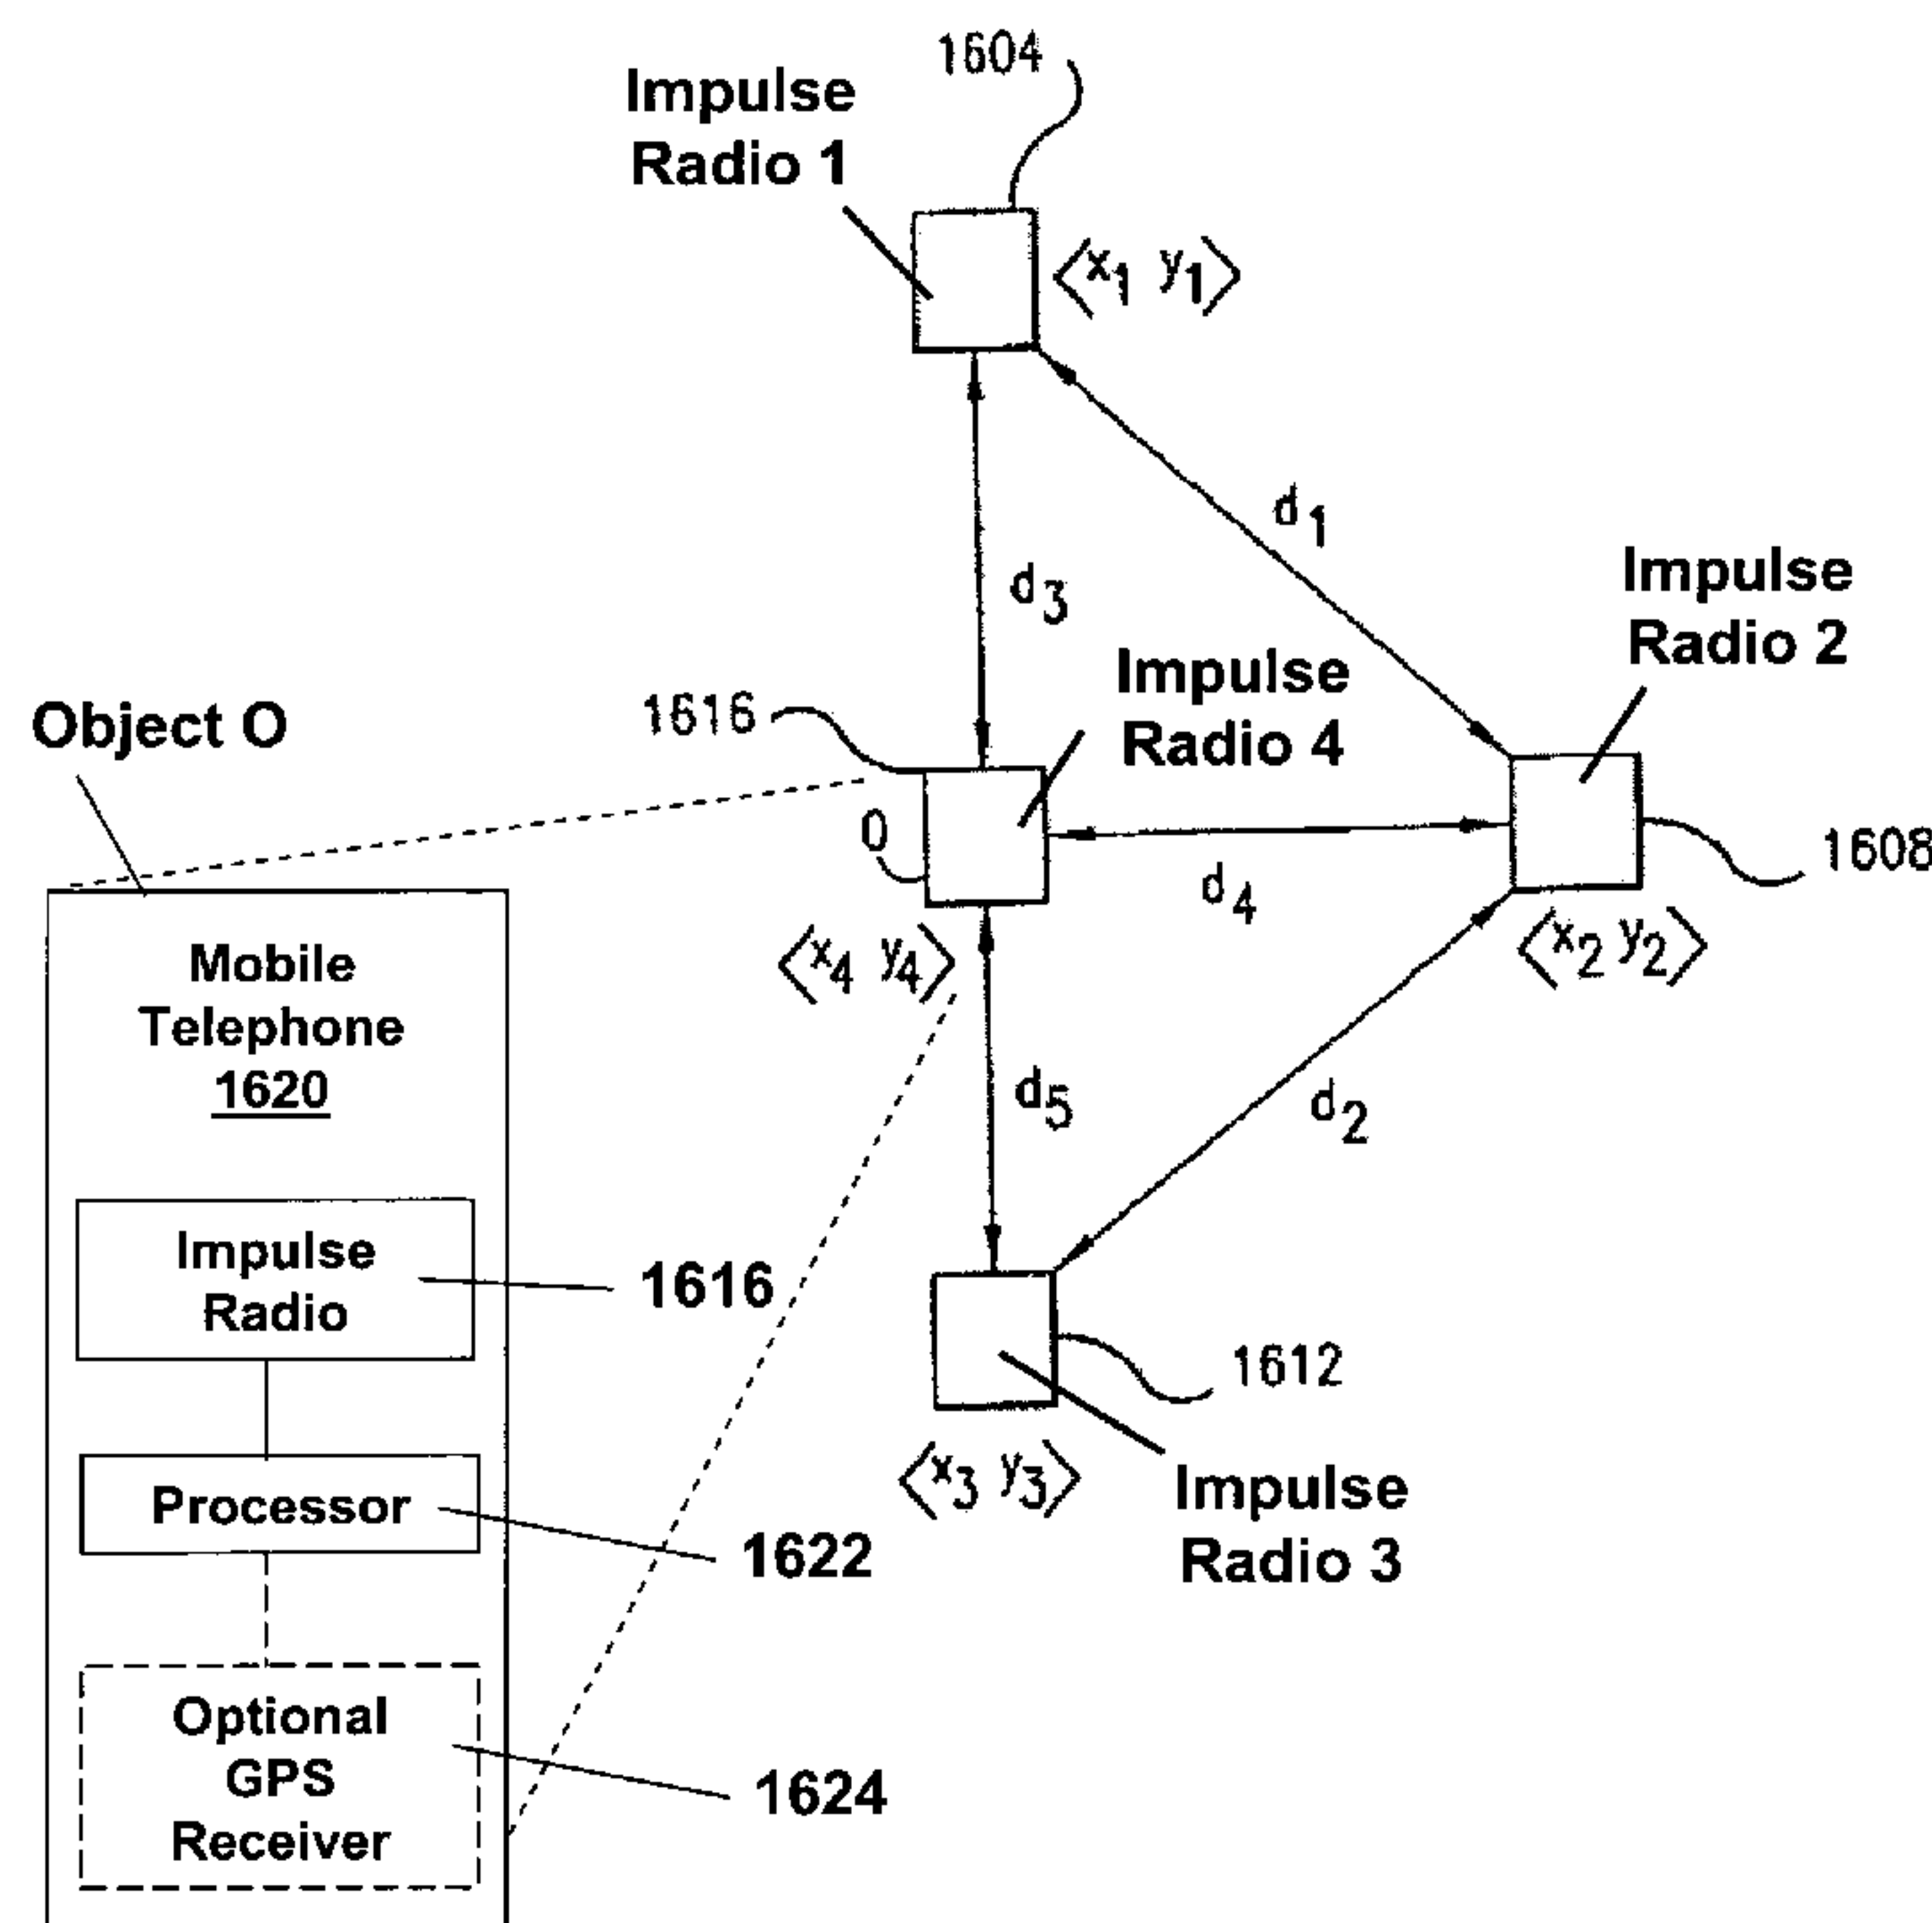 1604
Impulse
Radio 1
⟨x1 y1⟩
d1
d3
Impulse
Radio 2
Impulse
Radio 4
1616
Object O
O
d4
1608
⟨x4 y4⟩
⟨x2 y2⟩
Mobile
Telephone
1620
d5
d2
Impulse
Radio
1616
1612
⟨x3 y3⟩
Impulse
Radio 3
Processor
1622
Optional
GPS
Receiver
1624